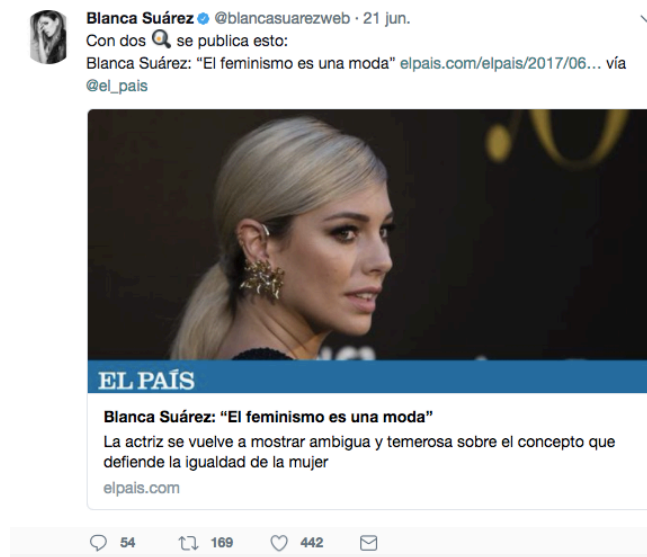 Blanca Suárez @blancasuarezweb · 21 jun.
Con dos 🍳 se publica esto:
Blanca Suárez: “El feminismo es una moda” elpais.com/elpais/2017/06… vía
@el_pais
EL PAÍS
Blanca Suárez: “El feminismo es una moda”
La actriz se vuelve a mostrar ambigua y temerosa sobre el concepto que
defiende la igualdad de la mujer
elpais.com
54 169 442